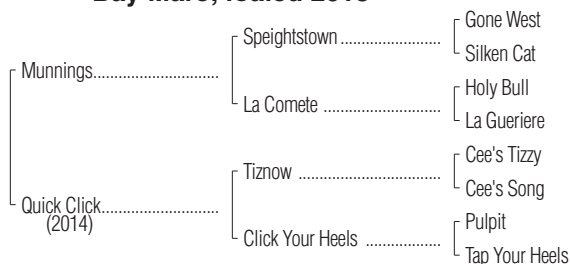 Bay Mare, foaled
Gone West
Speightstown
Silken Cat
Munnings
Holy Bull
La Comete
La Gueriere
Cee's Tizzy
Tiznow
Cee's Song
Quick Click
(2014)
Pulpit
Click Your Heels
Tap Your Heels